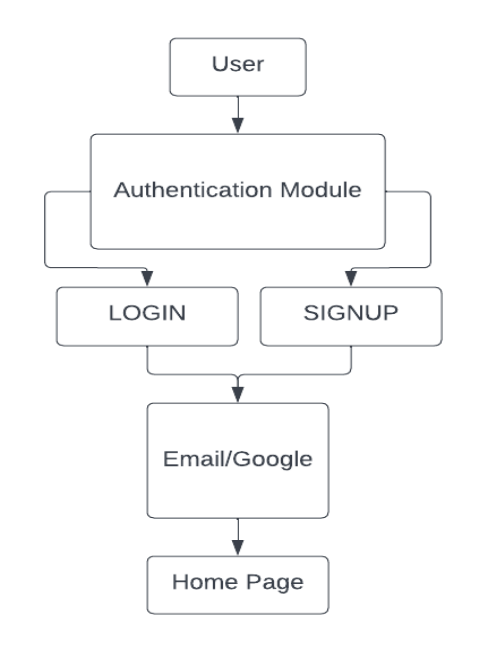 User
Authentication Module
LOGIN
SIGNUP
Email/Google
Home Page